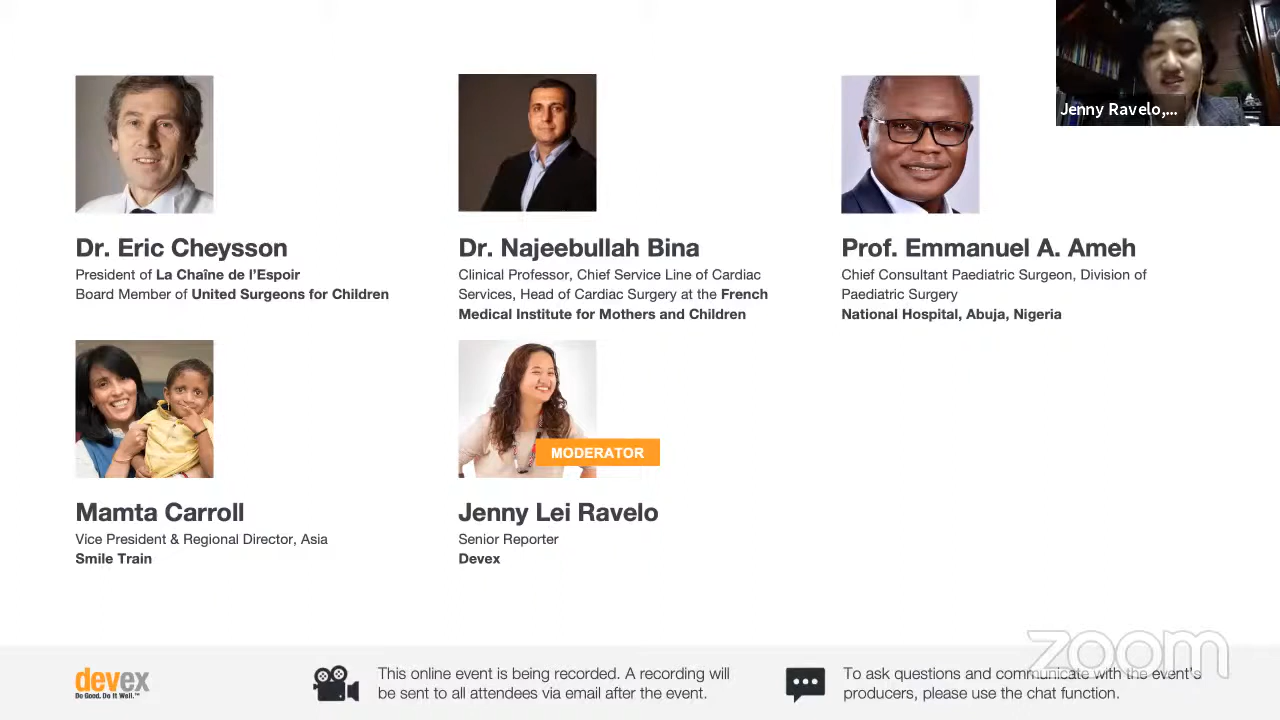 Jenny Ravelo,...
Dr. Eric Cheysson
President of La Chaîne de l'Espoir
Board Member of United Surgeons for Children
Dr. Najeebullah Bina
Clinical Professor, Chief Service Line of Cardiac
Services, Head of Cardiac Surgery at the French
Medical Institute for Mothers and Children
Prof. Emmanuel A. Ameh
Chief Consultant Paediatric Surgeon, Division of
Paediatric Surgery
National Hospital, Abuja, Nigeria
Mamta Carroll
Vice President & Regional Director, Asia
Smile Train
MODERATOR
Jenny Lei Ravelo
Senior Reporter
Devex
devex
Do Good. Do It Well.™
This online event is being recorded. A recording will
be sent to all attendees via email after the event.
To ask questions and communicate with the event's
producers, please use the chat function.
zoom